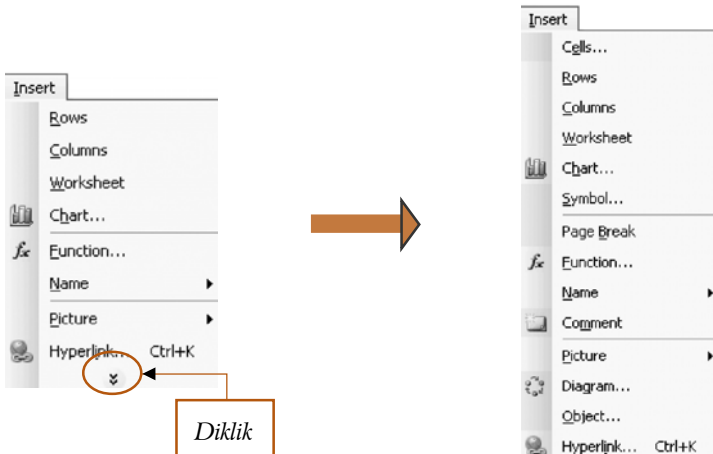 Insert
Rows
Columns
Worksheet
Chart...
Function...
Name
Picture
Hyperlink... Ctrl+K
Diklik
Insert
Cells...
Rows
Columns
Worksheet
Chart...
Symbol...
Page Break
Function...
Name
Comment
Picture
Diagram...
Object...
Hyperlink... Ctrl+K